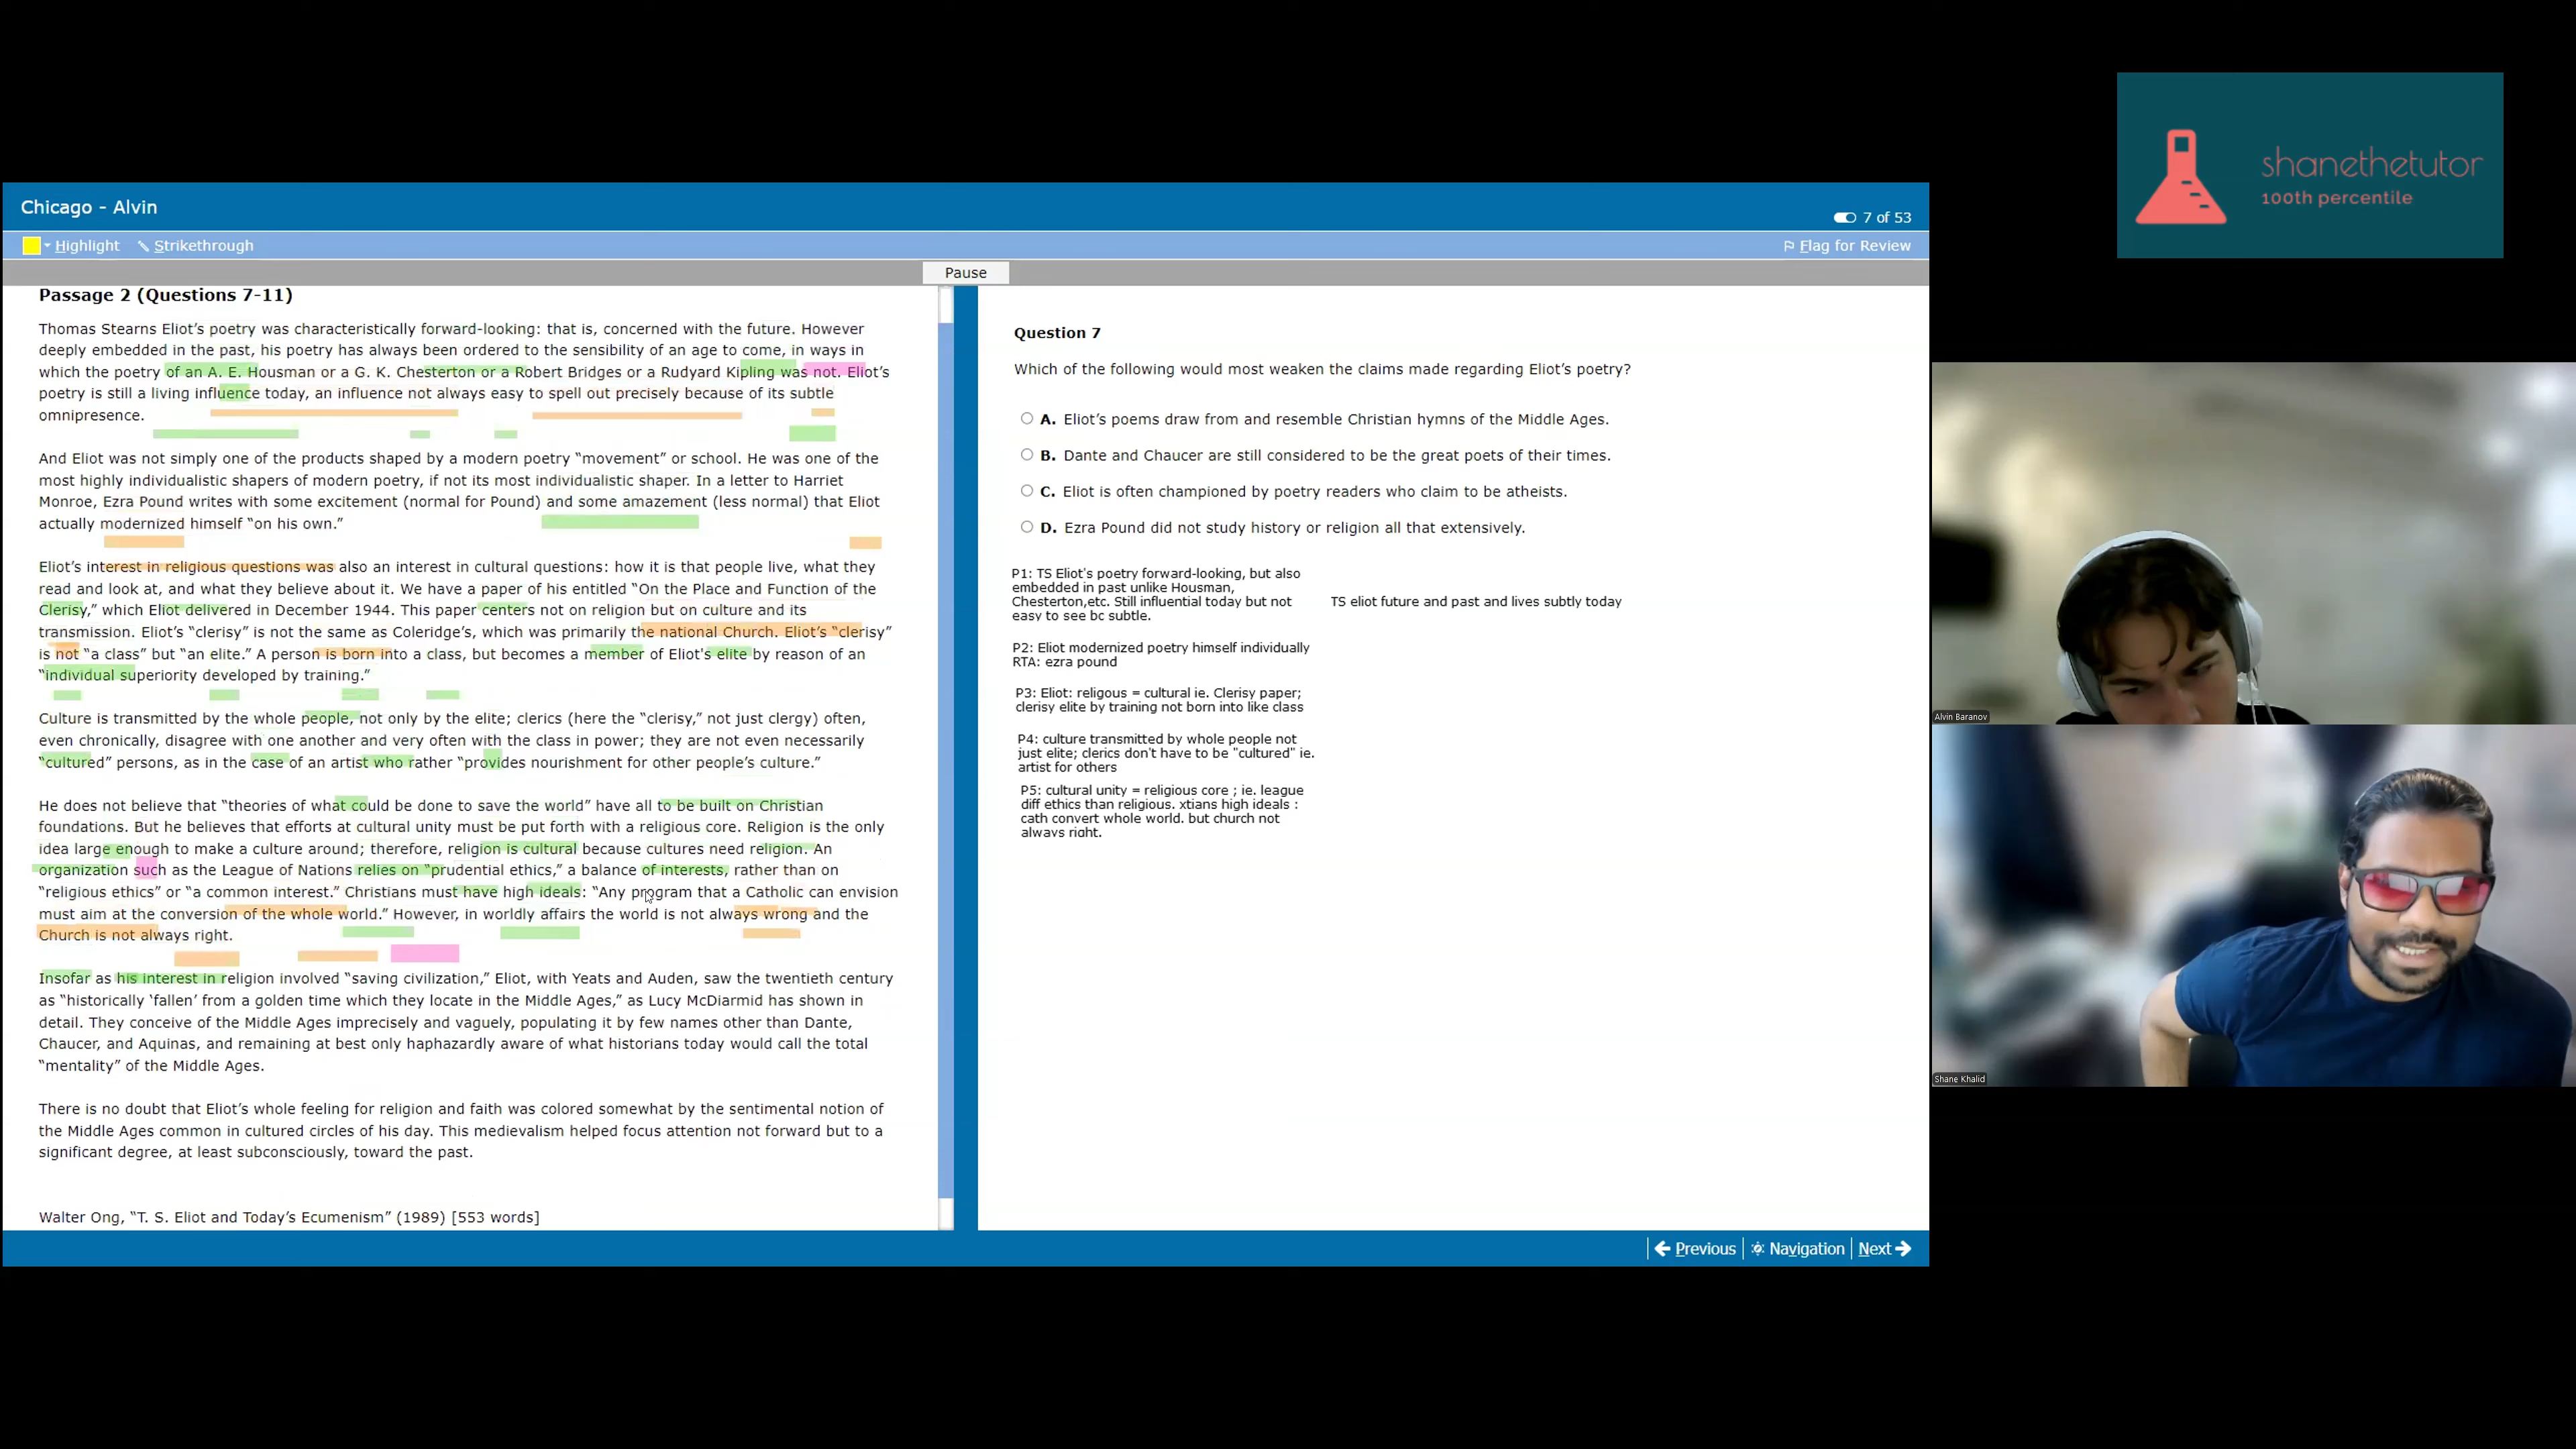 shanethetutor
100th percentile
Chicago - Alvin
7 of 53
Highlight
Strikethrough
Flag for Review
Pause
Passage 2 (Questions 7-11)
Thomas Stearns Eliot’s poetry was characteristically forward-looking: that is, concerned with the future. However
deeply embedded in the past, his poetry has always been ordered to the sensibility of an age to come, in ways in
which the poetry of an A. E. Housman or a G. K. Chesterton or a Robert Bridges or a Rudyard Kipling was not. Eliot’s
poetry is still a living influence today, an influence not always easy to spell out precisely because of its subtle
omnipresence.
And Eliot was not simply one of the products shaped by a modern poetry “movement” or school. He was one of the
most highly individualistic shapers of modern poetry, if not its most individualistic shaper. In a letter to Harriet
Monroe, Ezra Pound writes with some excitement (normal for Pound) and some amazement (less normal) that Eliot
actually modernized himself “on his own.”
Eliot’s interest in religious questions was also an interest in cultural questions: how it is that people live, what they
read and look at, and what they believe about it. We have a paper of his entitled “On the Place and Function of the
Clerisy,” which Eliot delivered in December 1944. This paper centers not on religion but on culture and its
transmission. Eliot’s “clerisy” is not the same as Coleridge’s, which was primarily the national Church. Eliot’s “clerisy”
is not “a class” but “an elite.” A person is born into a class, but becomes a member of Eliot's elite by reason of an
“individual superiority developed by training.”
Culture is transmitted by the whole people, not only by the elite; clerics (here the “clerisy,” not just clergy) often,
even chronically, disagree with one another and very often with the class in power; they are not even necessarily
“cultured” persons, as in the case of an artist who rather “provides nourishment for other people’s culture.”
He does not believe that “theories of what could be done to save the world” have all to be built on Christian
foundations. But he believes that efforts at cultural unity must be put forth with a religious core. Religion is the only
idea large enough to make a culture around; therefore, religion is cultural because cultures need religion. An
organization such as the League of Nations relies on “prudential ethics,” a balance of interests, rather than on
“religious ethics” or “a common interest.” Christians must have high ideals: “Any program that a Catholic can envision
must aim at the conversion of the whole world.” However, in worldly affairs the world is not always wrong and the
Church is not always right.
Insofar as his interest in religion involved “saving civilization,” Eliot, with Yeats and Auden, saw the twentieth century
as “historically ‘fallen’ from a golden time which they locate in the Middle Ages,” as Lucy McDiarmid has shown in
detail. They conceive of the Middle Ages imprecisely and vaguely, populating it by few names other than Dante,
Chaucer, and Aquinas, and remaining at best only haphazardly aware of what historians today would call the total
“mentality” of the Middle Ages.
There is no doubt that Eliot’s whole feeling for religion and faith was colored somewhat by the sentimental notion of
the Middle Ages common in cultured circles of his day. This medievalism helped focus attention not forward but to a
significant degree, at least subconsciously, toward the past.
Walter Ong, “T. S. Eliot and Today’s Ecumenism” (1989) [553 words]
Question 7
Which of the following would most weaken the claims made regarding Eliot’s poetry?
A. Eliot’s poems draw from and resemble Christian hymns of the Middle Ages.
B. Dante and Chaucer are still considered to be the great poets of their times.
C. Eliot is often championed by poetry readers who claim to be atheists.
D. Ezra Pound did not study history or religion all that extensively.
P1: TS Eliot's poetry forward-looking, but also
embedded in past unlike Housman,
Chesterton,etc. Still influential today but not
easy to see bc subtle.
TS eliot future and past and lives subtly today
P2: Eliot modernized poetry himself individually
RTA: ezra pound
P3: Eliot: religous = cultural ie. Clerisy paper;
clerisy elite by training not born into like class
P4: culture transmitted by whole people not
just elite; clerics don't have to be "cultured" ie.
artist for others
P5: cultural unity = religious core ; ie. league
diff ethics than religious. xtians high ideals :
cath convert whole world. but church not
always right.
Previous
Navigation
Next
Alvin Baranov
Shane Khalid